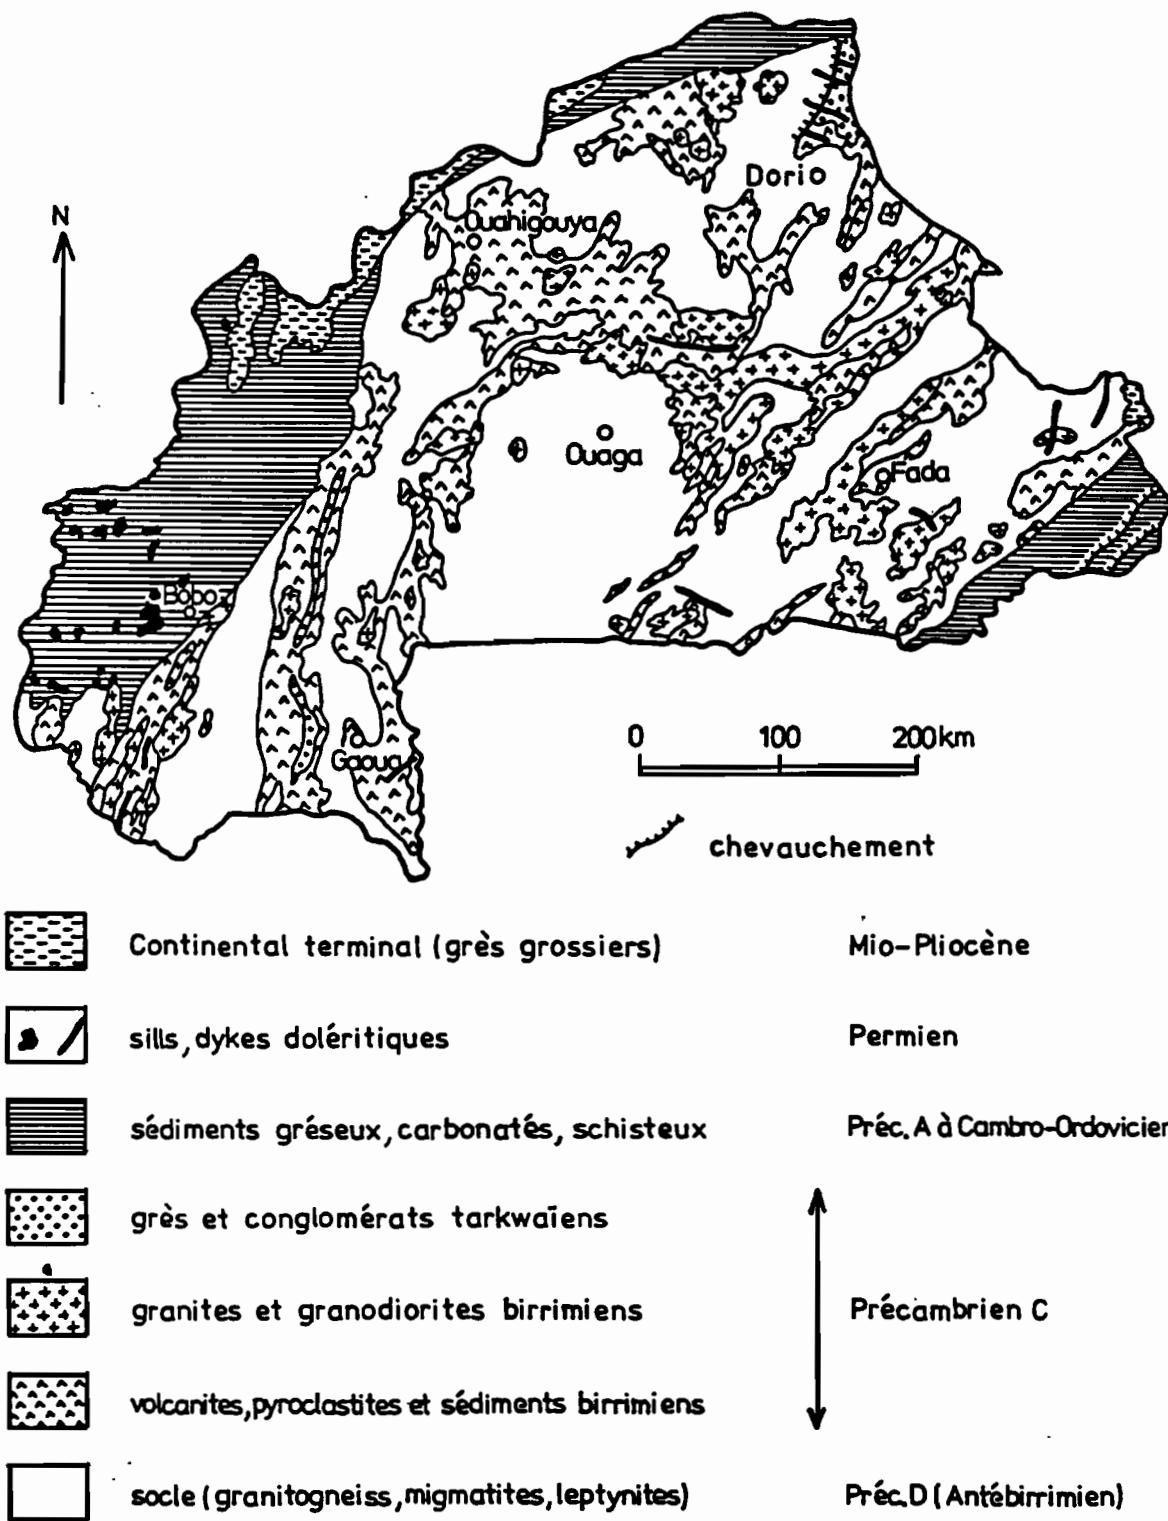 N
Dori
Ouahigouya
Ouaga
Fada
Bobo
Gaoua
0 100 200km
chevauchement
Continental terminal (grès grossiers) Mio-Pliocène
sills, dykes doléritiques Permien
sédiments gréseux, carbonatés, schisteux Préc. A à Cambro-Ordovicien
grès et conglomérats tarkwaïens
granites et granodiorites birrimiens Précambrien C
volcanites, pyroclastites et sédiments birrimiens
socle (granitogneiss, migmatites, leptynites) Préc. D (Antébirrimien)